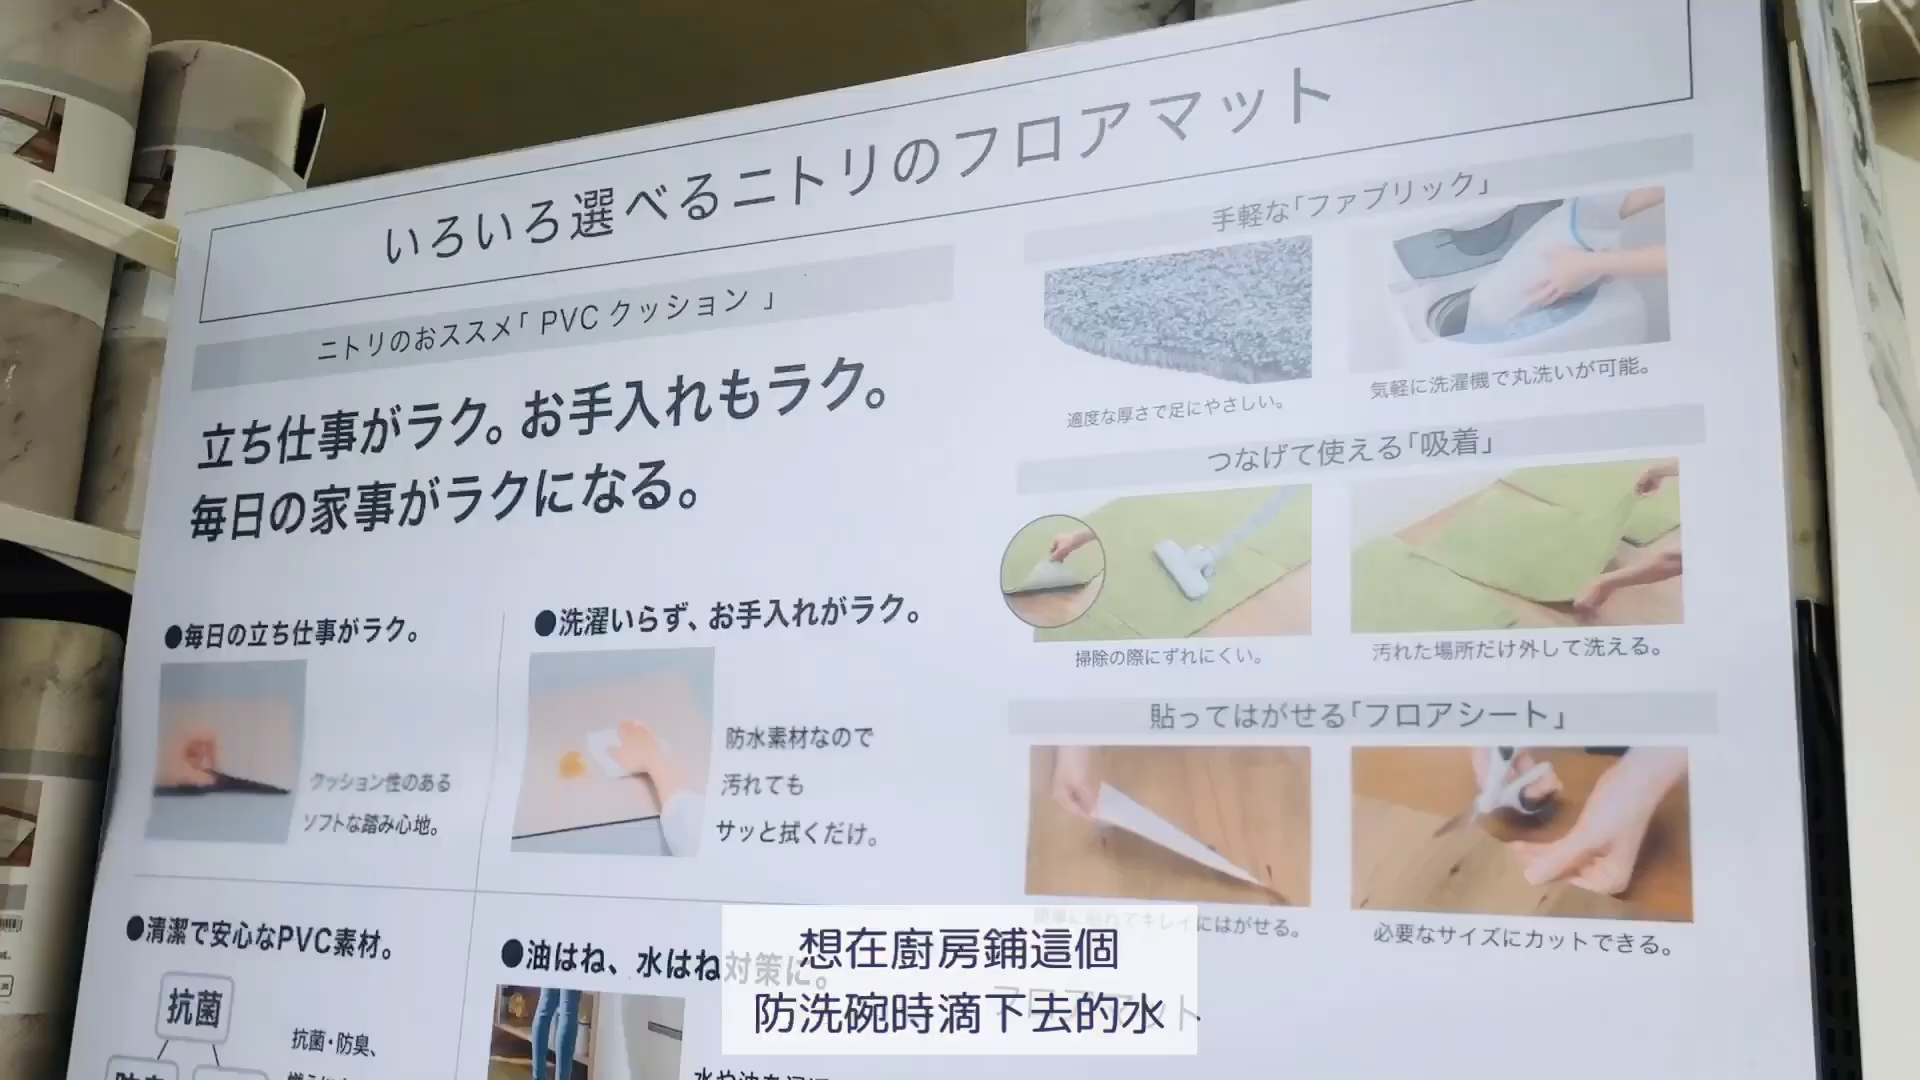 いろいろ選べるニトリのフロアマット
ニトリのおススメ「PVCクッション」
立ち仕事がラク。お手入れもラク。
毎日の家事がラクになる。
●毎日の立ち仕事がラク。
クッション性のある
ソフトな踏み心地。
●洗濯いらず、お手入れがラク。
防水素材なので
汚れても
サッと拭くだけ。
●清潔で安心なPVC素材。
抗菌
抗菌・防臭、
●油はね、水はね対策に。
手軽な「ファブリック」
適度な厚さで足にやさしい。
気軽に洗濯機で丸洗いが可能。
つなげて使える「吸着」
掃除の際にずれにくい。
汚れた場所だけ外して洗える。
貼ってはがせる「フロアシート」
キレイにはがせる。
必要なサイズにカットできる。
フロアマット
想在廚房鋪這個
防洗碗時滴下去的水